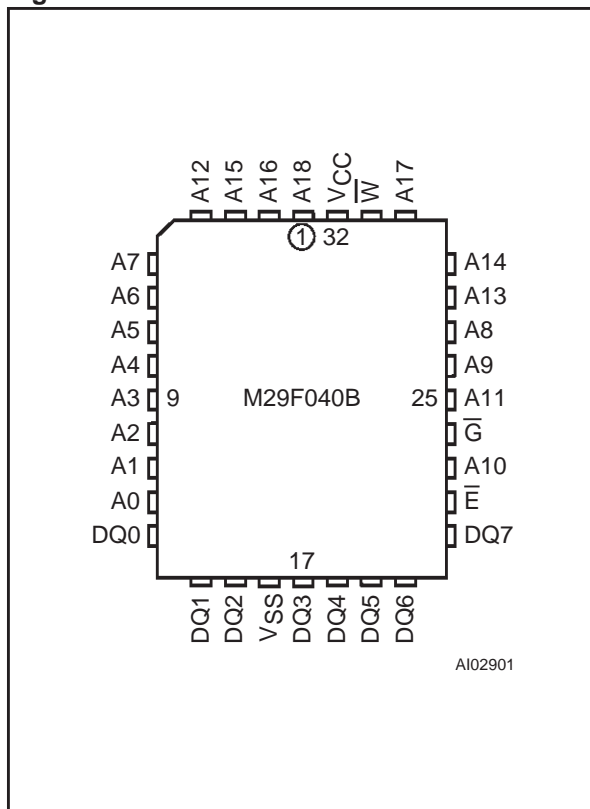 A12
A15
A16
A18
VCC
W̅
A17
1 32
A7
A6
A5
A4
A3
A2
A1
A0
DQ0
9
M29F040B
25
A14
A13
A8
A9
A11
G̅
A10
E̅
DQ7
17
DQ1
DQ2
VSS
DQ3
DQ4
DQ5
DQ6
AI02901